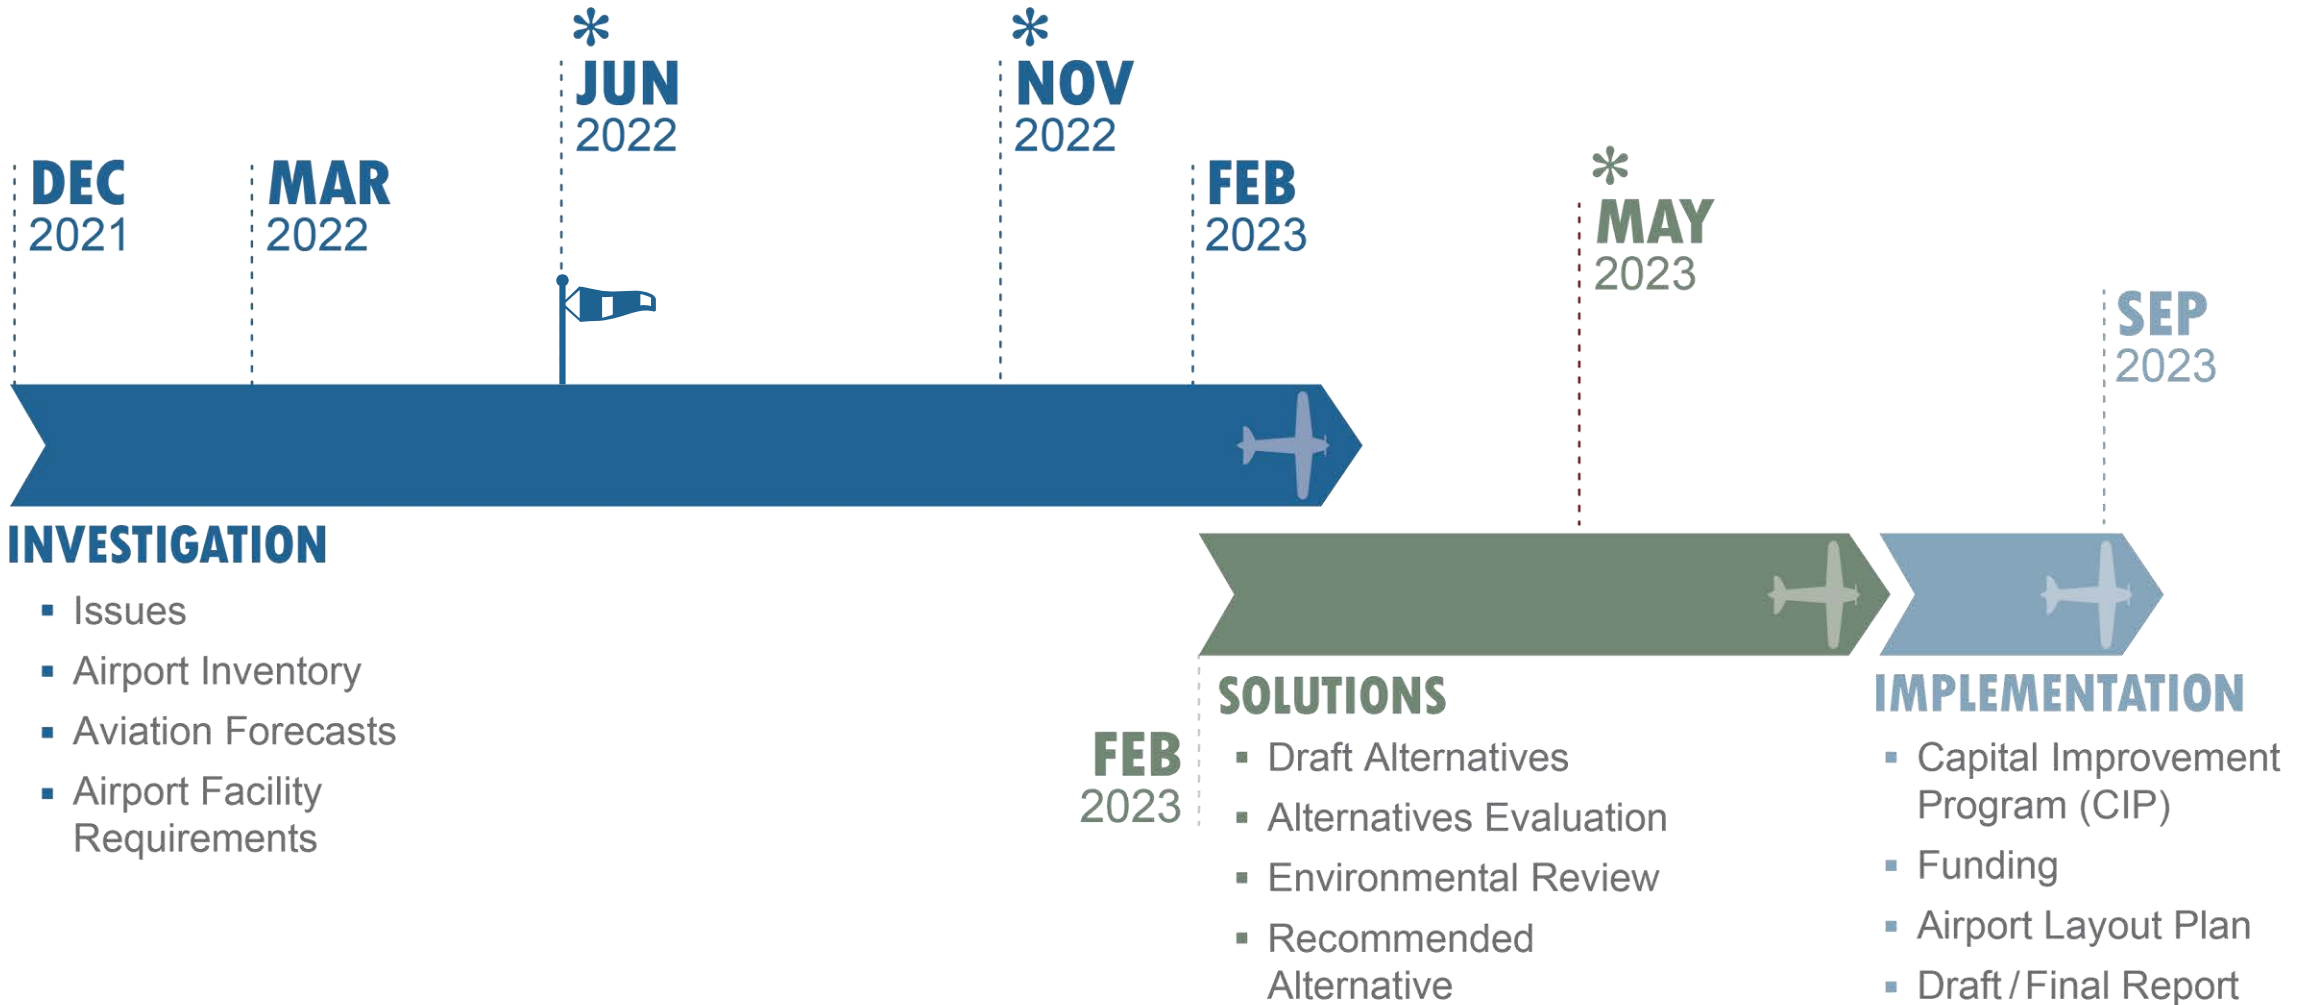 *
JUN
2022
*
NOV
2022
DEC
2021
MAR
2022
FEB
2023
*
MAY
2023
SEP
2023
INVESTIGATION
▪ Issues
▪ Airport Inventory
▪ Aviation Forecasts
▪ Airport Facility
Requirements
FEB
2023
SOLUTIONS
▪ Draft Alternatives
▪ Alternatives Evaluation
▪ Environmental Review
▪ Recommended
Alternative
IMPLEMENTATION
▪ Capital Improvement
Program (CIP)
▪ Funding
▪ Airport Layout Plan
▪ Draft / Final Report